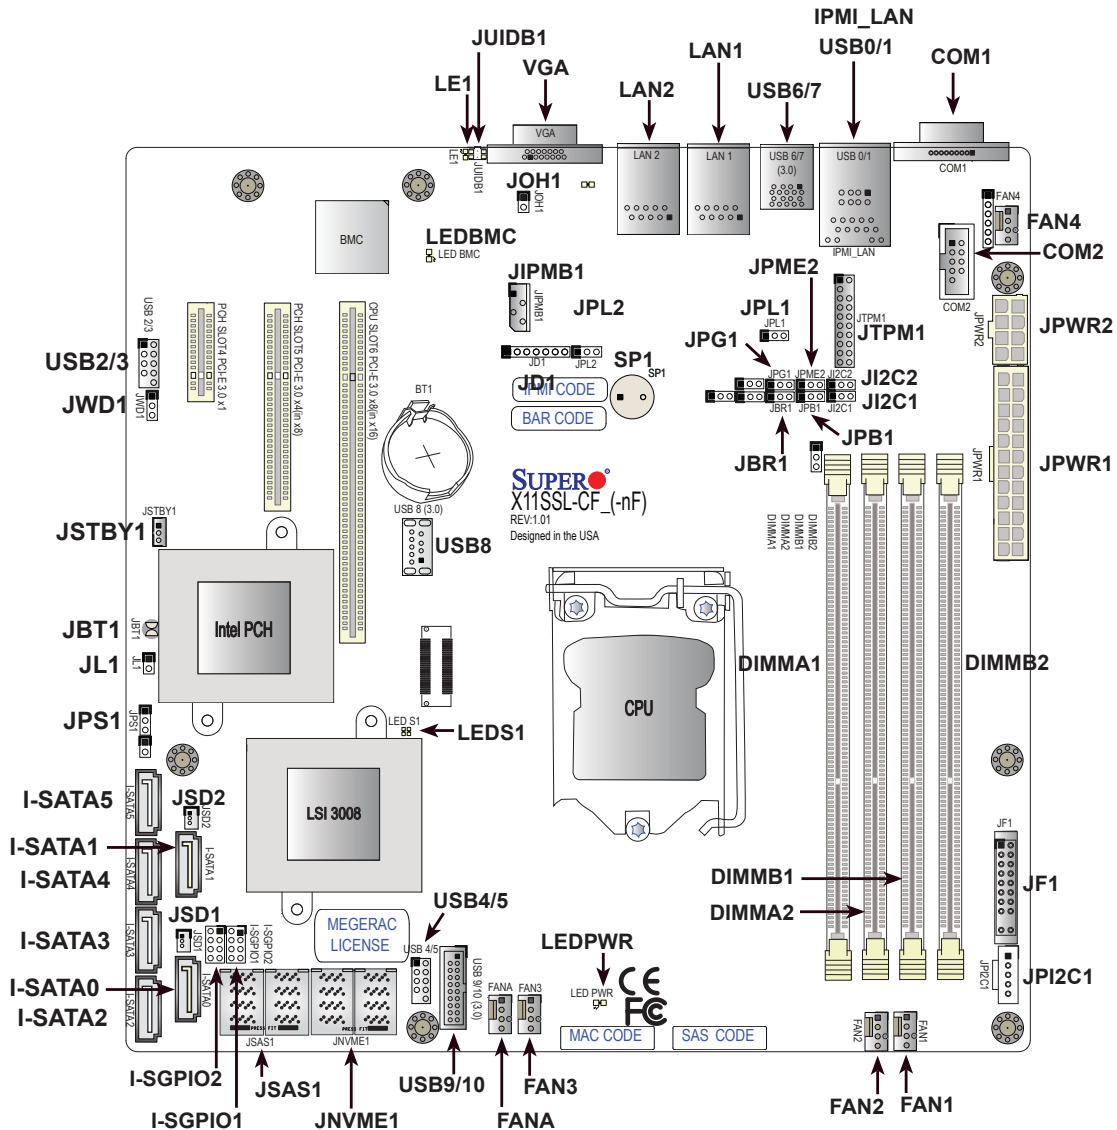 IPMI_LAN
JUIDB1
USB0/1
LAN1
COM1
VGA
LE1
LAN2
USB6/7
VGA
LE1
JUIDB1
LAN 2
LAN 1
USB 6/7
(3.0)
USB 0/1
COM1
JOH1
JOH1
FAN4
FAN4
BMC
LEDBMC
LED BMC
IPMI_LAN
COM2
JIPMB1
JIPMB1
JPME2
COM2
USB 2/3
PCH SLOT4 PCI-E 3.0 x1
PCH SLOT5 PCI-E 3.0 x4(in x8)
CPU SLOT6 PCI-E 3.0 x8(in x16)
JPL2
JPL1
JPL1
JTPM1
JTPM1
JPWR2
JPWR2
JPG1
USB2/3
JD1
JPL2
SP1
SP1
JPG1
JPME2
JI2C2
JI2C2
JD1
IPMI CODE
JWD1
JWD1
BT1
BAR CODE
JBR1
JPB1
JI2C1
JI2C1
JPB1
JBR1
JPWR1
JPWR1
SUPER
X11SSL-CF_(-nF)
REV:1.01
Designed in the USA
JSTBY1
JSTBY1
USB 8 (3.0)
USB8
DIMMA1
DIMMA2
DIMMB1
DIMMB2
Intel PCH
JBT1
JBT1
JL1
JL1
DIMMA1
DIMMB2
CPU
JPS1
JPS1
LED S1
LEDS1
I-SATA5
I-SATA5
JSD2
JSD2
LSI 3008
JF1
I-SATA1
I-SATA1
I-SATA4
I-SATA4
DIMMB1
JF1
DIMMA2
USB4/5
JSD1
JSD1
I-SATA3
I-SATA3
I-SGPIO1
I-SGPIO2
MEGERAC
LICENSE
USB 4/5
LEDPWR
I-SATA0
I-SATA0
I-SATA2
I-SATA2
USB 9/10 (3.0)
FANA
FAN3
LED PWR
CE
FC
JPI2C1
JPI2C1
PRESS FIT
PRESS FIT
JSAS1
JNVME1
MAC CODE
SAS CODE
FAN2
FAN1
I-SGPIO2
JSAS1
USB9/10
FAN3
I-SGPIO1
JNVME1
FANA
FAN2
FAN1